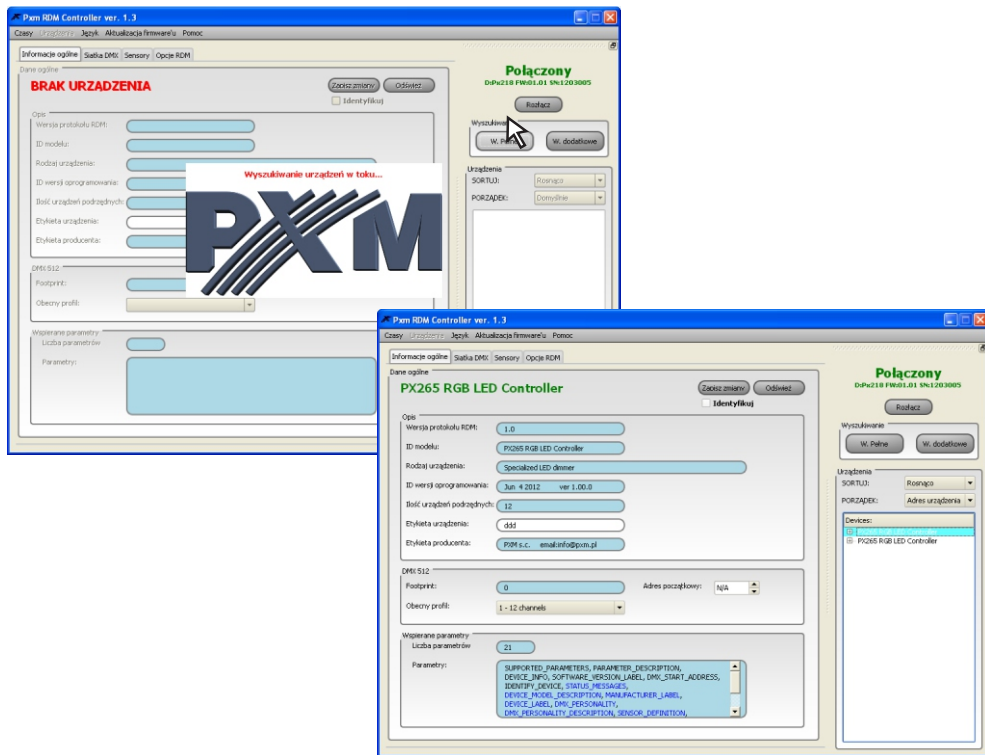 Pxm RDM Controller ver. 1.3
Czasy Urządzenia Język Aktualizacja firmware'u Pomoc
Informacje ogólne Siatka DMX Sensory Opcje RDM
Dane ogólne
BRAK URZADZENIA
Zapisz zmiany Odśwież
Identyfikuj
Opis
Wersja protokołu RDM:
ID modelu:
Rodzaj urządzenia:
ID wersji oprogramowania:
Ilość urządzeń podrzędnych:
Etykieta urządzenia:
Etykieta producenta:
DMX 512
Footprint:
Obecny profil:
Wspierane parametry
Liczba parametrów
Parametry:
Wyszukiwanie urządzeń w toku...
PXM
Połączony
D:Px218 FW:01.01 SN:1203005
Rozłącz
Wyszukiwanie
W. Pełne W. dodatkowe
Urządzenia
SORTUJ: Rosnąco
PORZĄDEK: Domyślnie
Pxm RDM Controller ver. 1.3
Czasy Urządzenia Język Aktualizacja firmware'u Pomoc
Informacje ogólne Siatka DMX Sensory Opcje RDM
Dane ogólne
PX265 RGB LED Controller
Zapisz zmiany Odśwież
Identyfikuj
Opis
Wersja protokołu RDM: 1.0
ID modelu: PX265 RGB LED Controller
Rodzaj urządzenia: Specialized LED dimmer
ID wersji oprogramowania: Jun 4 2012 ver 1.00.0
Ilość urządzeń podrzędnych: 12
Etykieta urządzenia: ddd
Etykieta producenta: PXM s.c. email:info@pxm.pl
DMX 512
Footprint: 0 Adres początkowy: N/A
Obecny profil: 1 - 12 channels
Wspierane parametry
Liczba parametrów 21
Parametry:
SUPPORTED_PARAMETERS, PARAMETER_DESCRIPTION,
DEVICE_INFO, SOFTWARE_VERSION_LABEL, DMX_START_ADDRESS,
IDENTIFY_DEVICE, STATUS_MESSAGES,
DEVICE_MODEL_DESCRIPTION, MANUFACTURER_LABEL,
DEVICE_LABEL, DMX_PERSONALITY,
DMX_PERSONALITY_DESCRIPTION, SENSOR_DEFINITION,
Połączony
D:Px218 FW:01.01 SN:1203005
Rozłącz
Wyszukiwanie
W. Pełne W. dodatkowe
Urządzenia
SORTUJ: Rosnąco
PORZĄDEK: Adres urządzenia
Devices:
PX265 RGB LED Controller